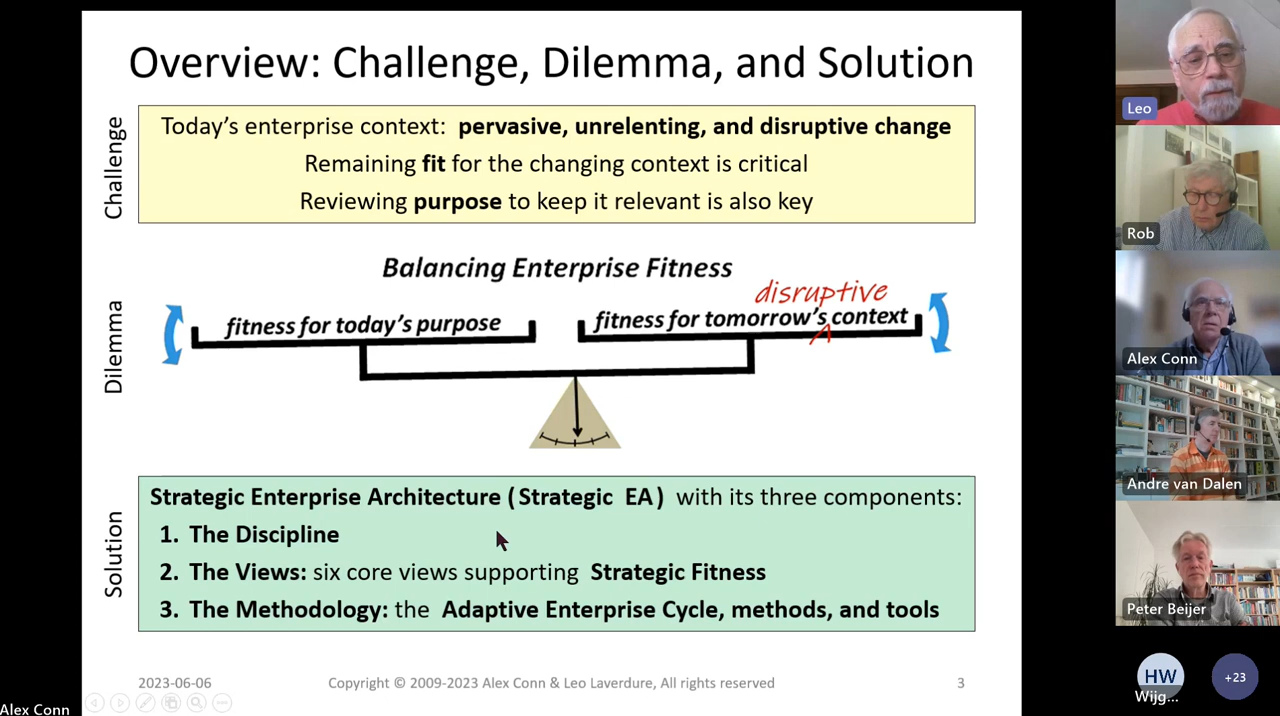 Overview: Challenge, Dilemma, and Solution
Challenge
Today's enterprise context: pervasive, unrelenting, and disruptive change
Remaining fit for the changing context is critical
Reviewing purpose to keep it relevant is also key
Dilemma
Balancing Enterprise Fitness
disruptive
fitness for today's purpose
fitness for tomorrow's context
Solution
Strategic Enterprise Architecture (Strategic EA) with its three components:
1. The Discipline
2. The Views: six core views supporting Strategic Fitness
3. The Methodology: the Adaptive Enterprise Cycle, methods, and tools
2023-06-06
Copyright © 2009-2023 Alex Conn & Leo Laverdure, All rights reserved
3
Alex Conn
Leo
Rob
Alex Conn
Andre van Dalen
Peter Beijer
HW
Wijg...
+23